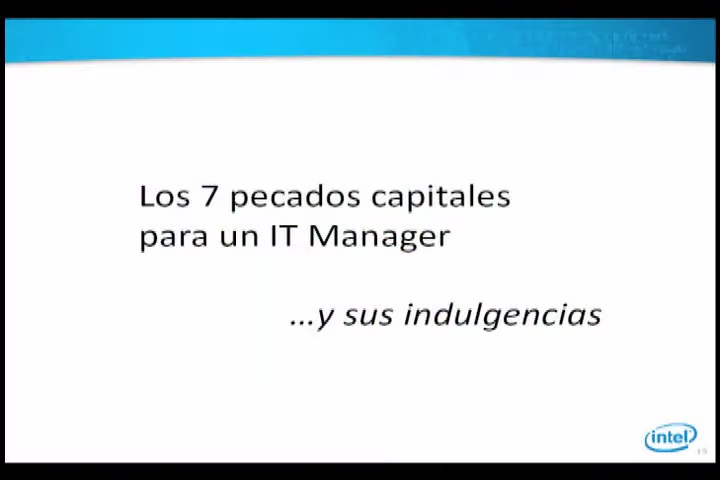 Los 7 pecados capitales
para un IT Manager
...y sus indulgencias
intel